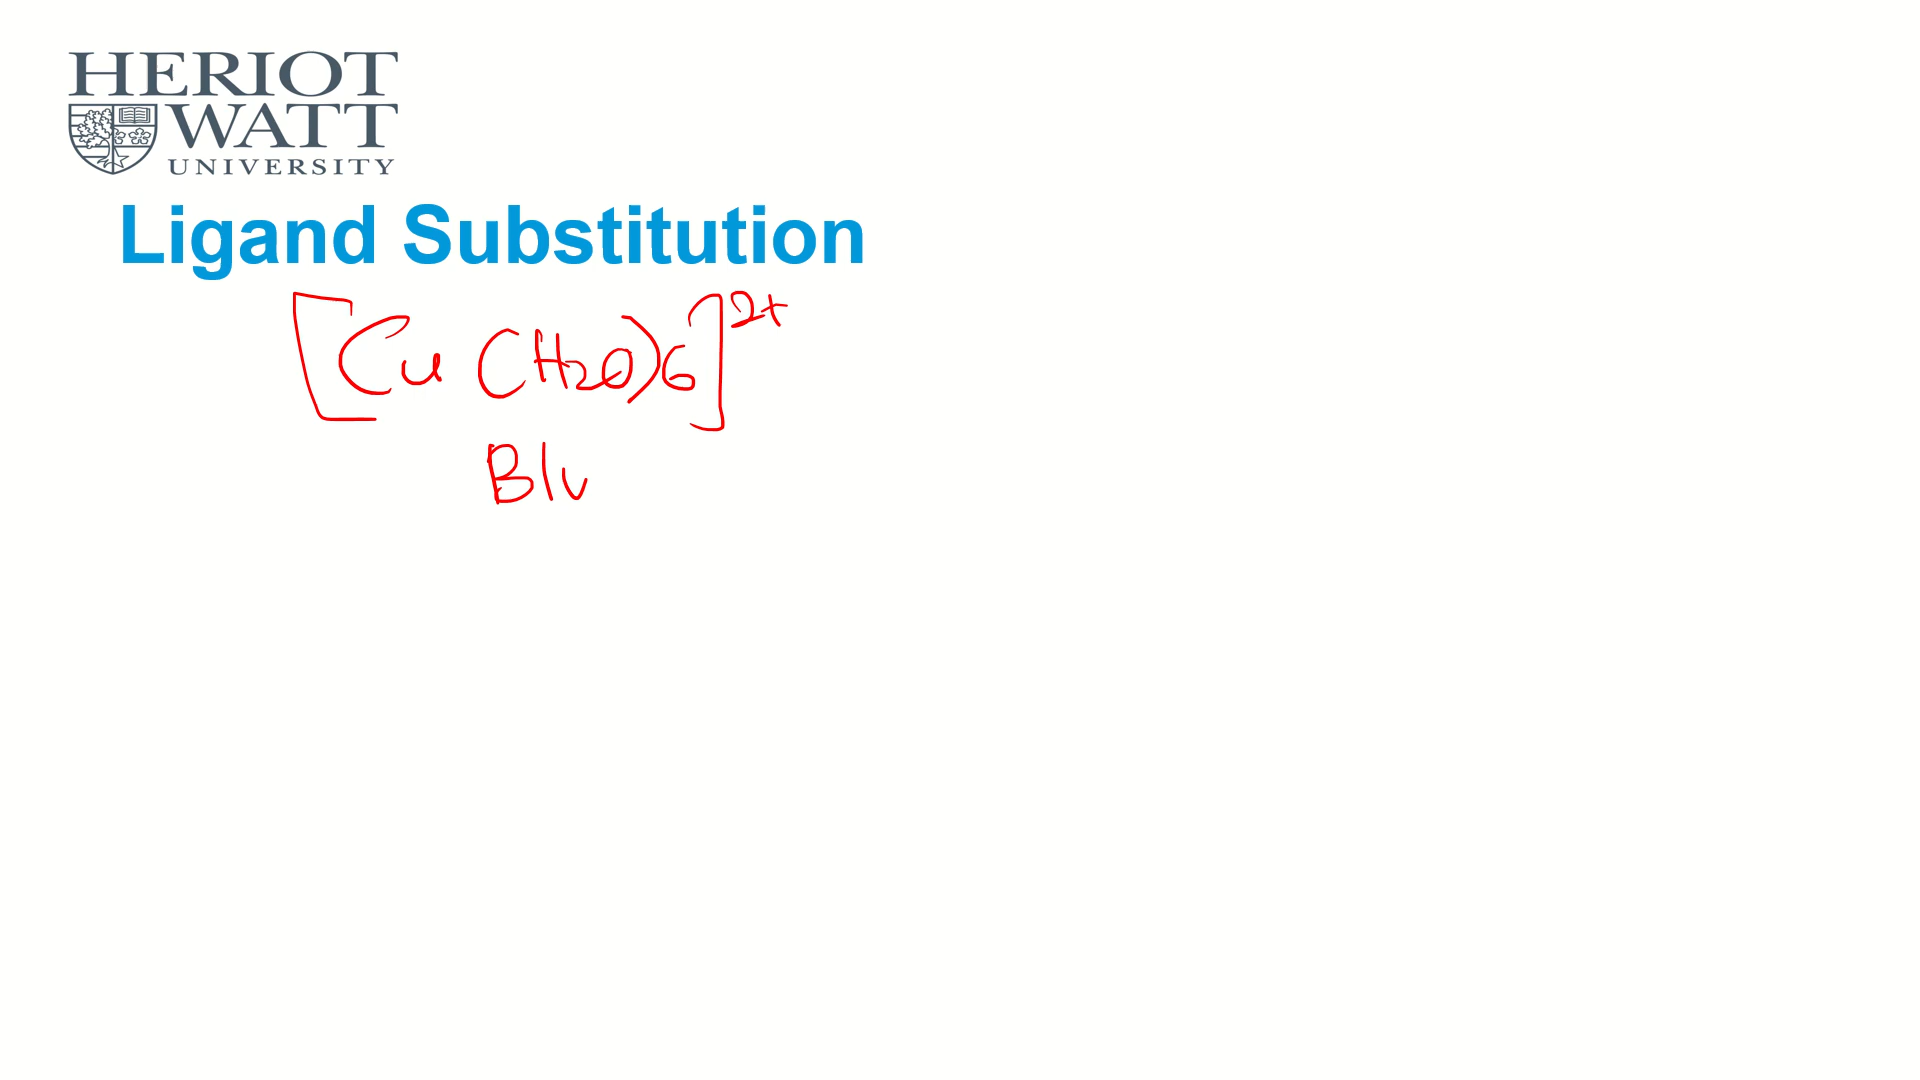 HERIOT
WATT
UNIVERSITY
Ligand Substitution
[Cu (H₂O)₆]²⁺
Blu